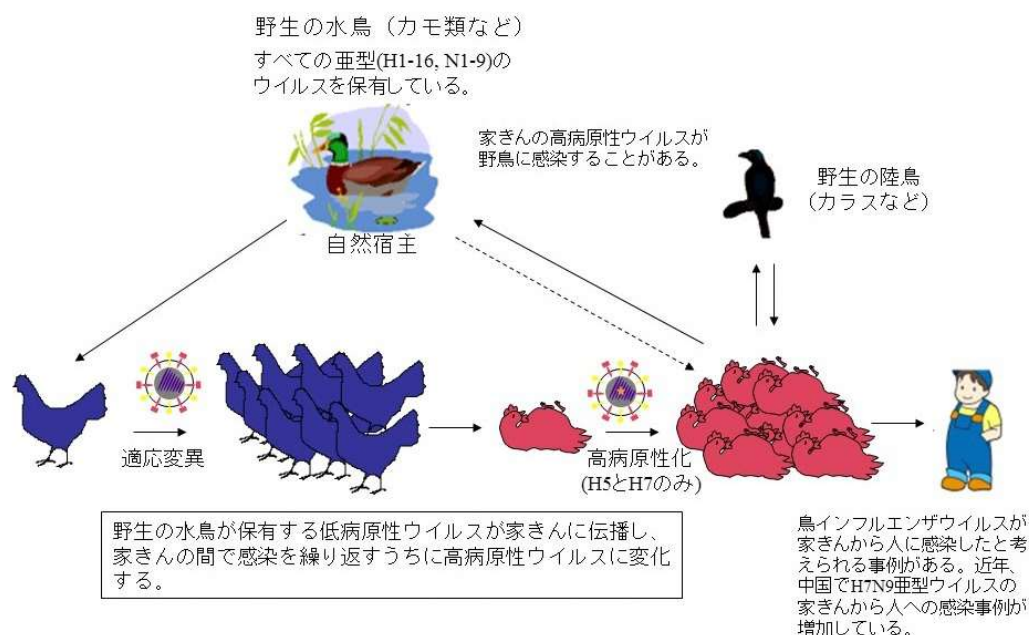 野生の水鳥（カモ類など）
すべての亜型(H1-16, N1-9)の
ウイルスを保有している。
家きんの高病原性ウイルスが
野鳥に感染することがある。
野生の陸鳥
（カラスなど）
自然宿主
適応変異
高病原性化
(H5とH7のみ)
野生の水鳥が保有する低病原性ウイルスが家きんに伝播し、
家きんの間で感染を繰り返すうちに高病原性ウイルスに変化
する。
鳥インフルエンザウイルスが
家きんから人に感染したと考
えられる事例がある。近年、
中国でH7N9亜型ウイルスの
家きんから人への感染事例が
増加している。